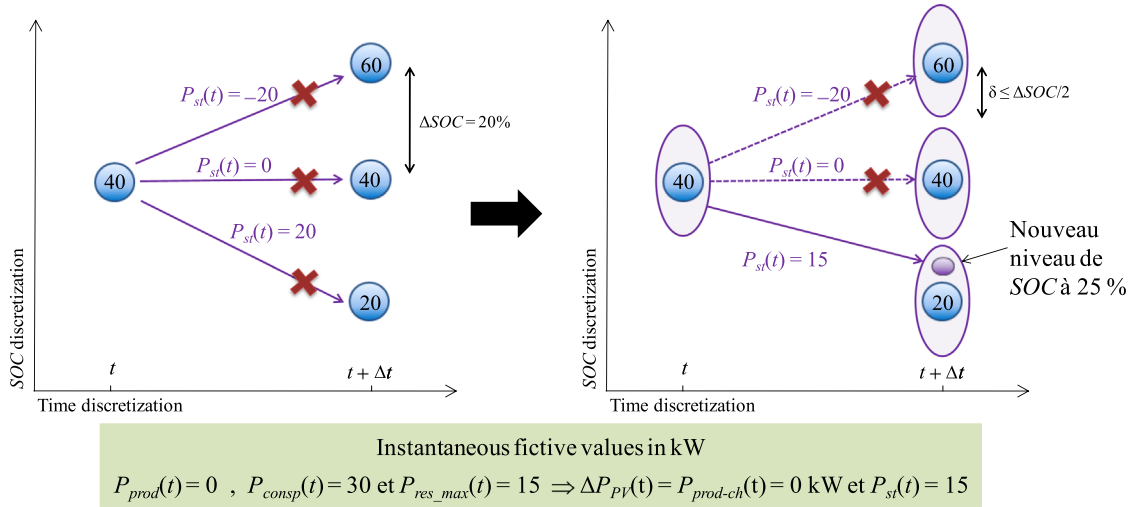 60
P_st(t) = –20
ΔSOC = 20%
P_st(t) = 0
40
40
P_st(t) = 20
20
SOC discretization
t
t + Δt
Time discretization
60
P_st(t) = –20
δ ≤ ΔSOC/2
P_st(t) = 0
40
40
P_st(t) = 15
Nouveau
niveau de
SOC à 25 %
20
SOC discretization
t
t + Δt
Time discretization
Instantaneous fictive values in kW
P_prod(t) = 0 , P_consp(t) = 30 et P_res_max(t) = 15 ⇒ ΔP_PV(t) = P_prod-ch(t) = 0 kW et P_st(t) = 15